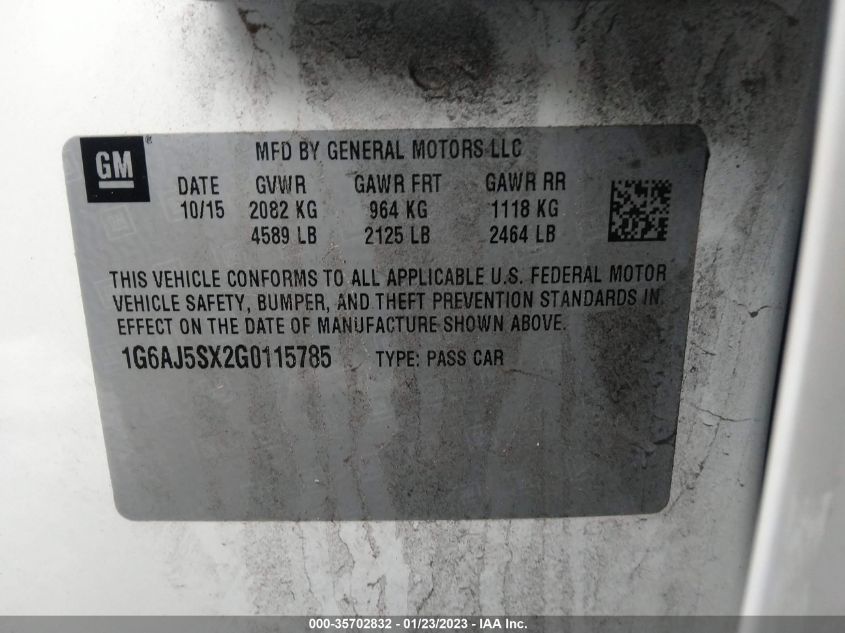 GM ®
MFD BY GENERAL MOTORS LLC
DATE GVWR GAWR FRT GAWR RR
10/15 2082 KG 964 KG 1118 KG
4589 LB 2125 LB 2464 LB
THIS VEHICLE CONFORMS TO ALL APPLICABLE U.S. FEDERAL MOTOR
VEHICLE SAFETY, BUMPER, AND THEFT PREVENTION STANDARDS IN
EFFECT ON THE DATE OF MANUFACTURE SHOWN ABOVE.
1G6AJ5SX2G0115785 TYPE: PASS CAR
000-35702832 - 01/23/2023 - IAA Inc.